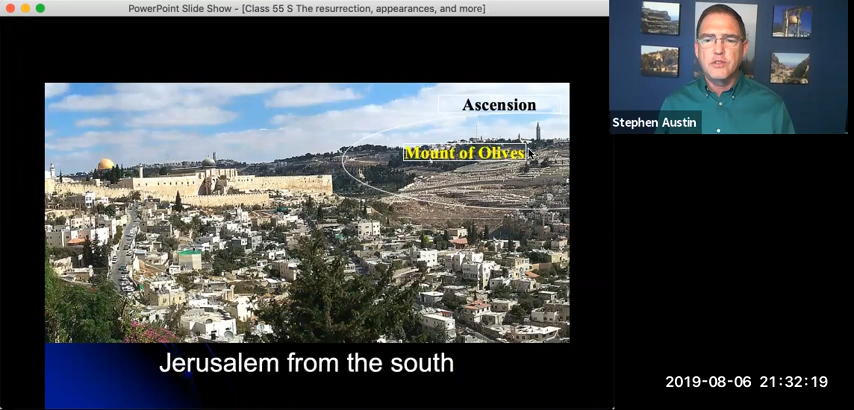 PowerPoint Slide Show - [Class 55 S The resurrection, appearances, and more]
Stephen Austin
Ascension
Mount of Olives
Jerusalem from the south
2019-08-06 21:32:19